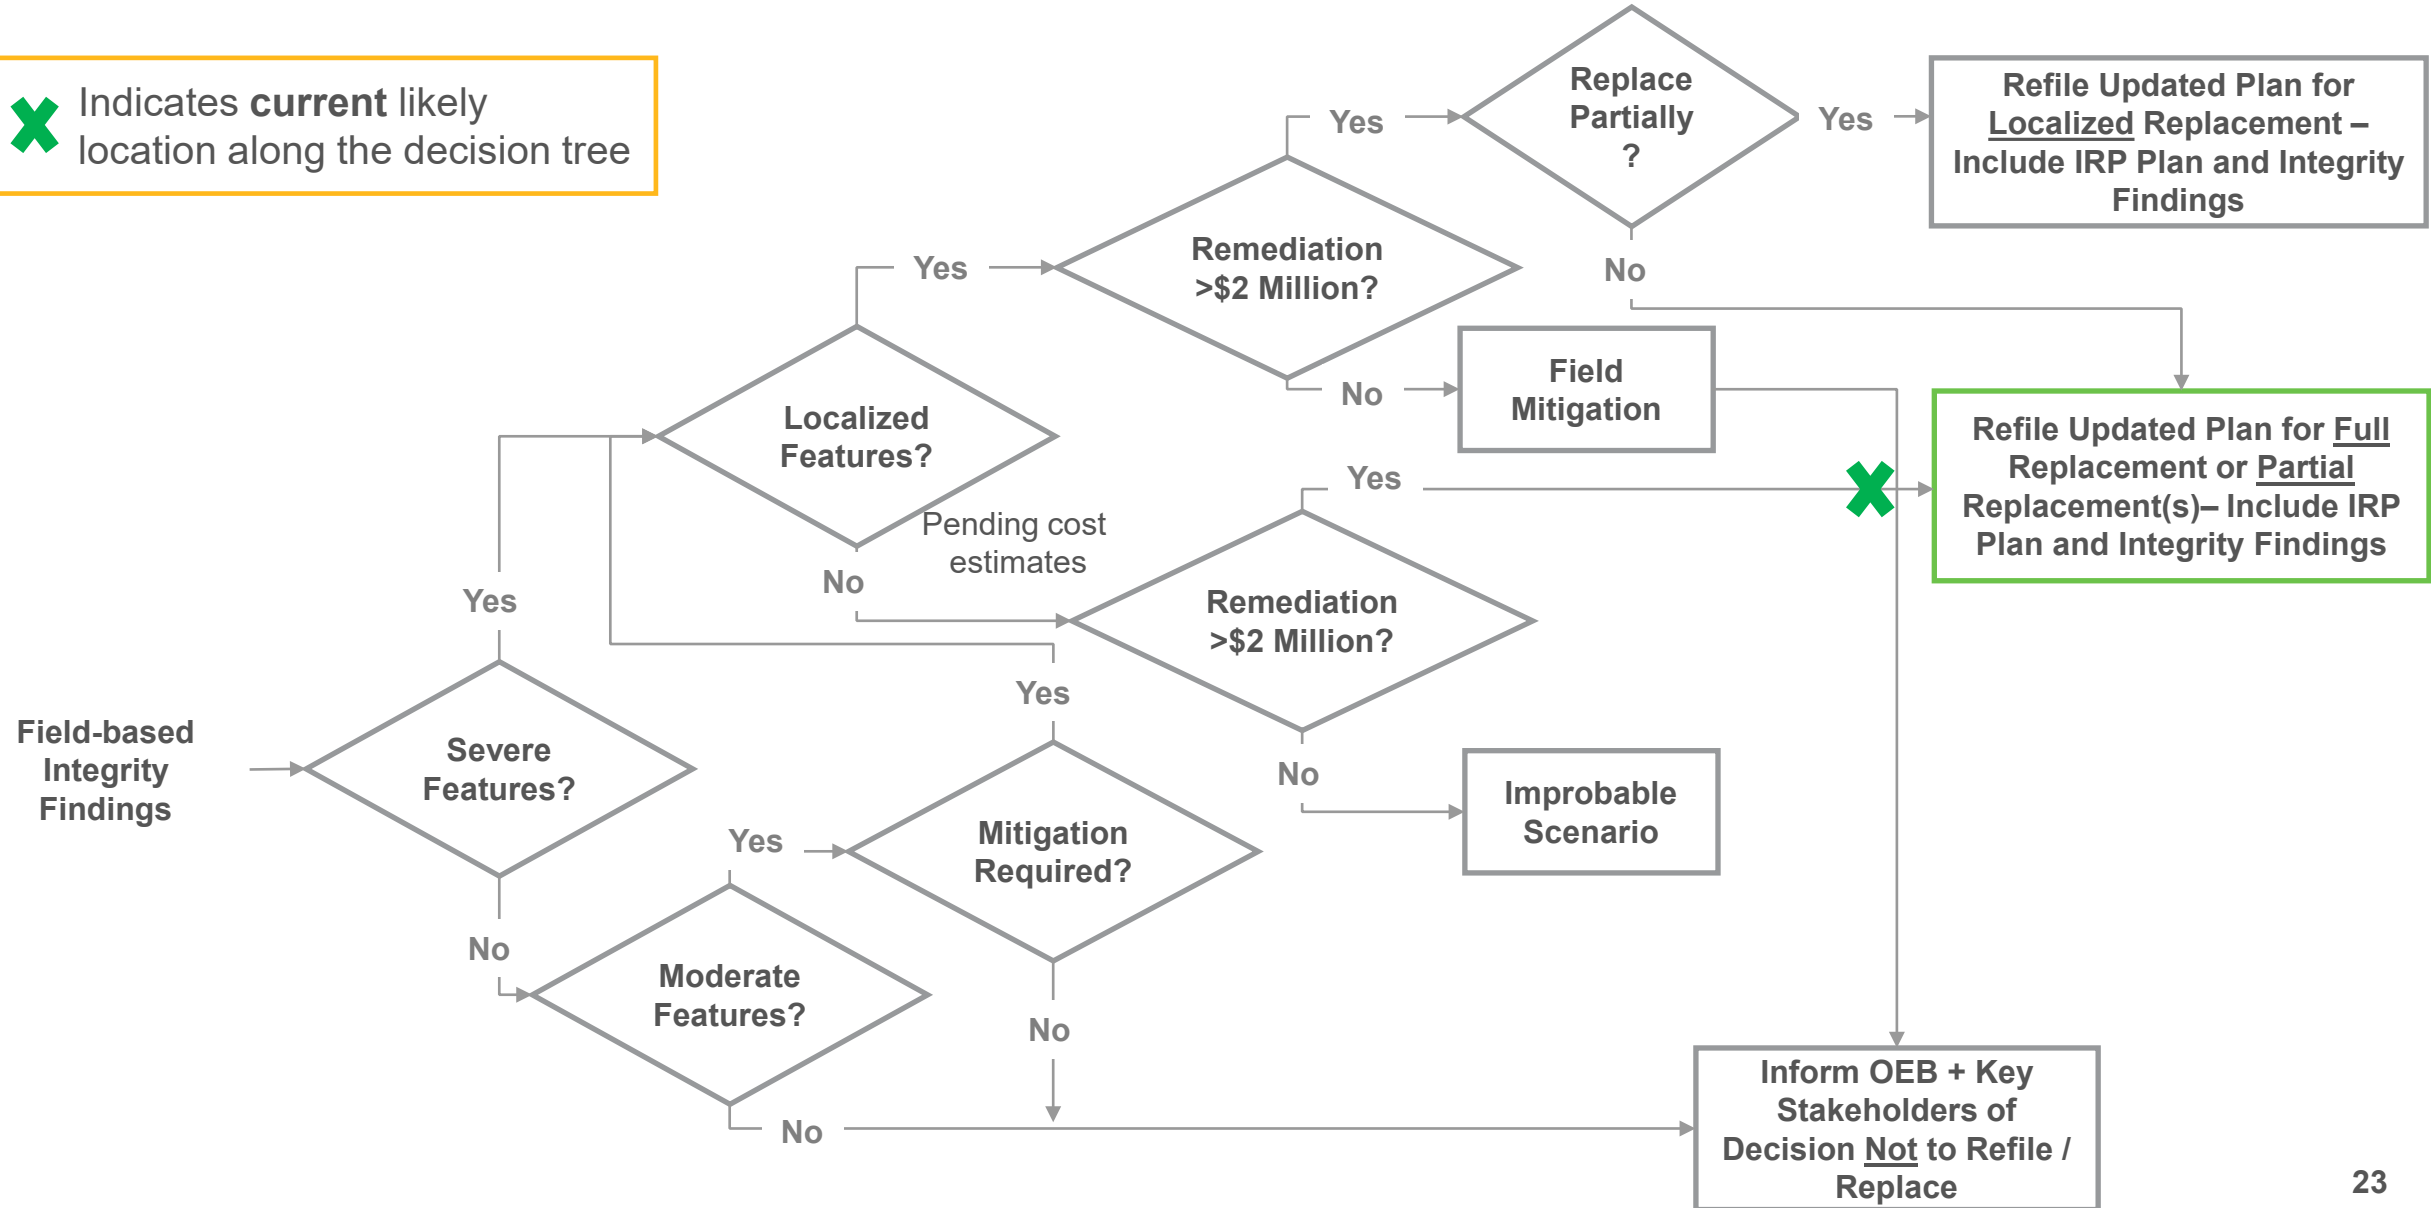 Indicates current likely
location along the decision tree
Replace
Partially
?
Yes
Yes
Refile Updated Plan for
Localized Replacement –
Include IRP Plan and Integrity
Findings
Yes
Remediation
>$2 Million?
No
Localized
Features?
No
Field
Mitigation
Yes
Refile Updated Plan for Full
Replacement or Partial
Replacement(s)– Include IRP
Plan and Integrity Findings
Pending cost
estimates
No
Remediation
>$2 Million?
Yes
Yes
Field-based
Integrity
Findings
Severe
Features?
No
Improbable
Scenario
Yes
Mitigation
Required?
No
Moderate
Features?
No
No
Inform OEB + Key
Stakeholders of
Decision Not to Refile /
Replace
23